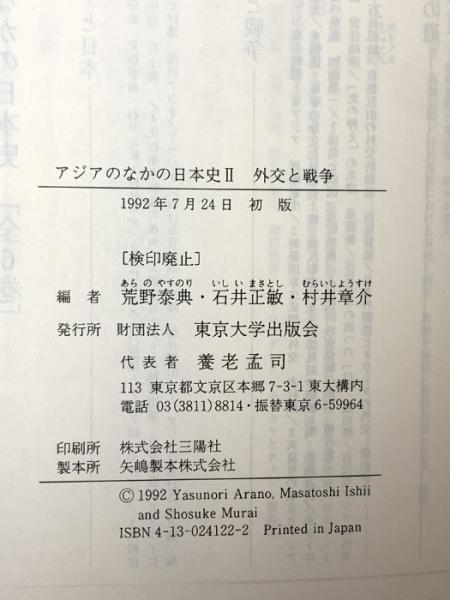 アジアのなかの日本史Ⅱ 外交と戦争
1992年7月24日 初 版
[検印廃止]
あらの やすのり いしい まさとし むらいしようすけ
編 者 荒野泰典・石井正敏・村井章介
発行所 財団法人 東京大学出版会
代表者 養老孟司
113 東京都文京区本郷7-3-1東大構内
電話 03(3811)8814・振替東京6-59964
印刷所 株式会社三陽社
製本所 矢嶋製本株式会社
Ⓒ 1992 Yasunori Arano, Masatoshi Ishii
and Shosuke Murai
ISBN 4-13-024122-2 Printed in Japan